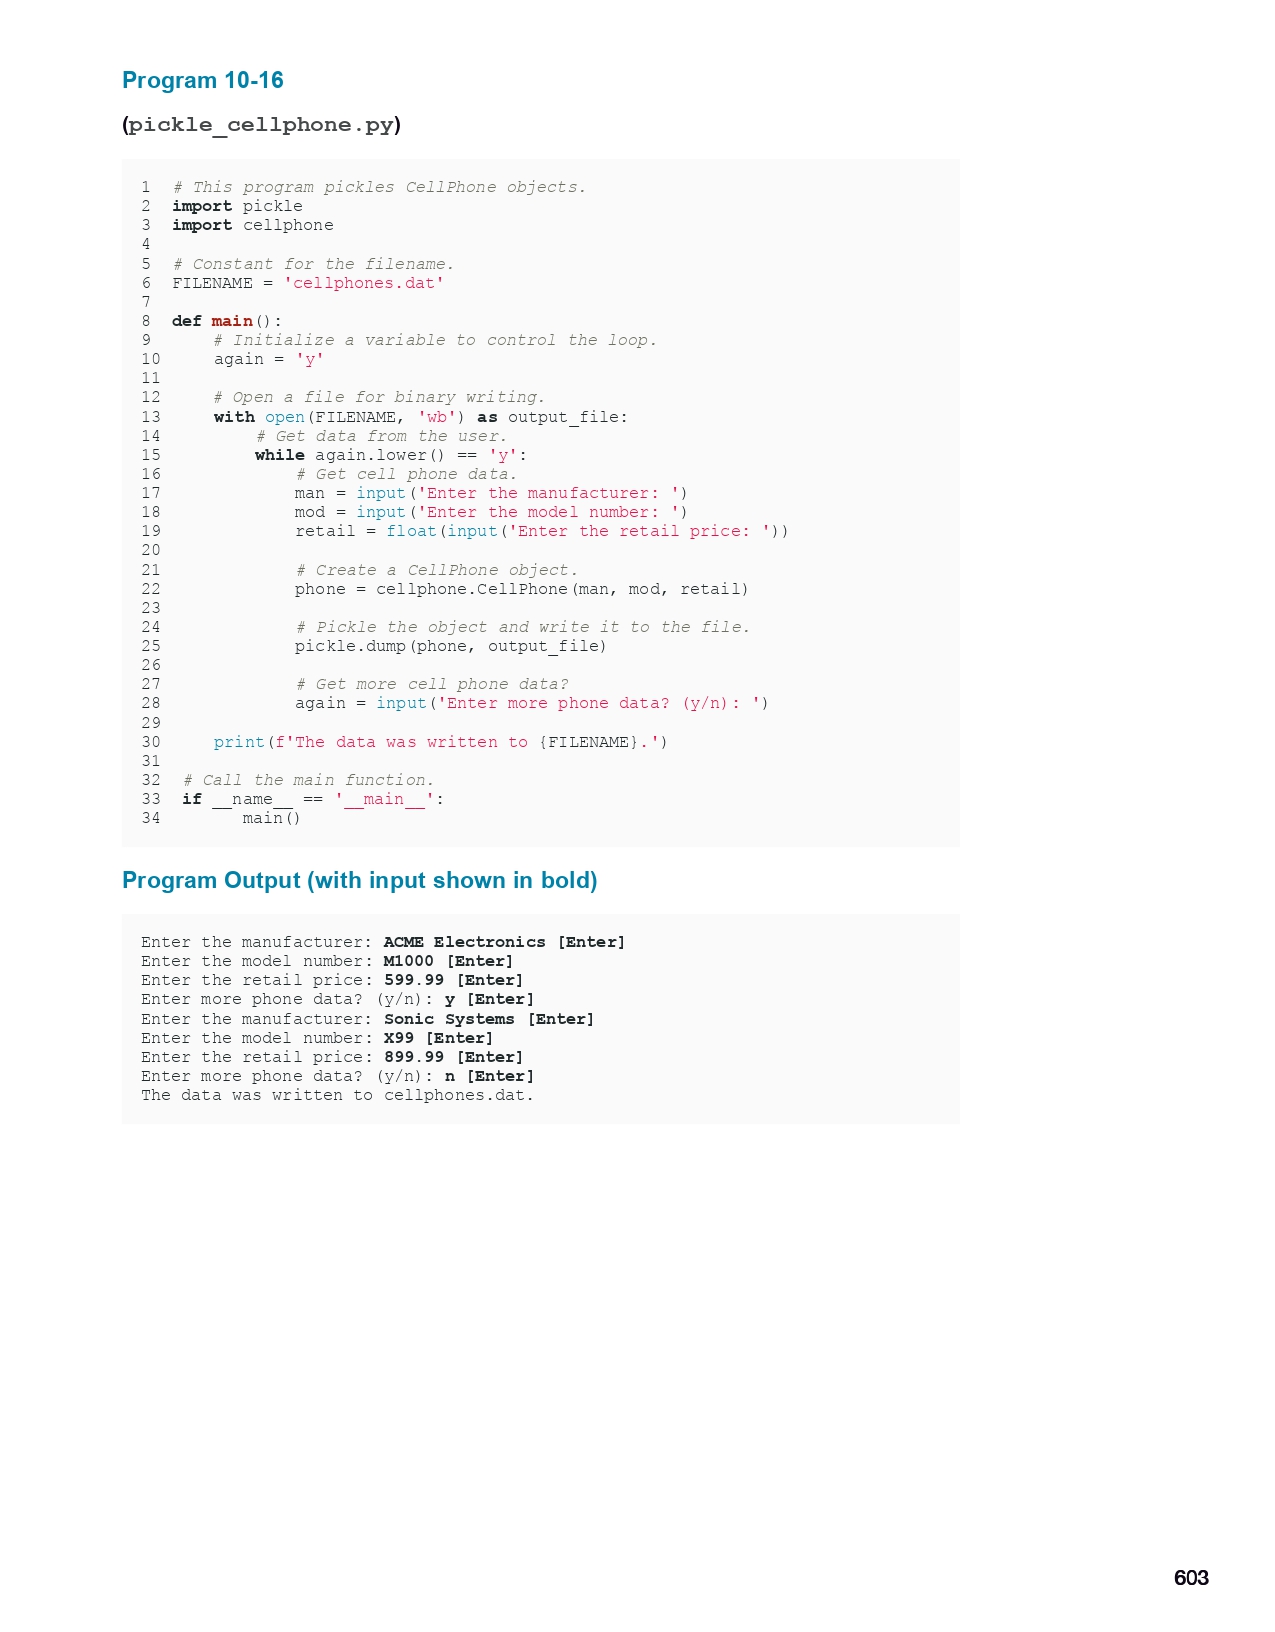 Program 10-16
(pickle_cellphone.py)
1  # This program pickles CellPhone objects.
2  import pickle
3  import cellphone
4
5  # Constant for the filename.
6  FILENAME = 'cellphones.dat'
7
8  def main():
9      # Initialize a variable to control the loop.
10     again = 'y'
11
12     # Open a file for binary writing.
13     with open(FILENAME, 'wb') as output_file:
14         # Get data from the user.
15         while again.lower() == 'y':
16             # Get cell phone data.
17             man = input('Enter the manufacturer: ')
18             mod = input('Enter the model number: ')
19             retail = float(input('Enter the retail price: '))
20
21             # Create a CellPhone object.
22             phone = cellphone.CellPhone(man, mod, retail)
23
24             # Pickle the object and write it to the file.
25             pickle.dump(phone, output_file)
26
27             # Get more cell phone data?
28             again = input('Enter more phone data? (y/n): ')
29
30     print(f'The data was written to {FILENAME}.')
31
32  # Call the main function.
33  if __name__ == '__main__':
34        main()
Program Output (with input shown in bold)
Enter the manufacturer: ACME Electronics [Enter]
Enter the model number: M1000 [Enter]
Enter the retail price: 599.99 [Enter]
Enter more phone data? (y/n): y [Enter]
Enter the manufacturer: Sonic Systems [Enter]
Enter the model number: X99 [Enter]
Enter the retail price: 899.99 [Enter]
Enter more phone data? (y/n): n [Enter]
The data was written to cellphones.dat.
603